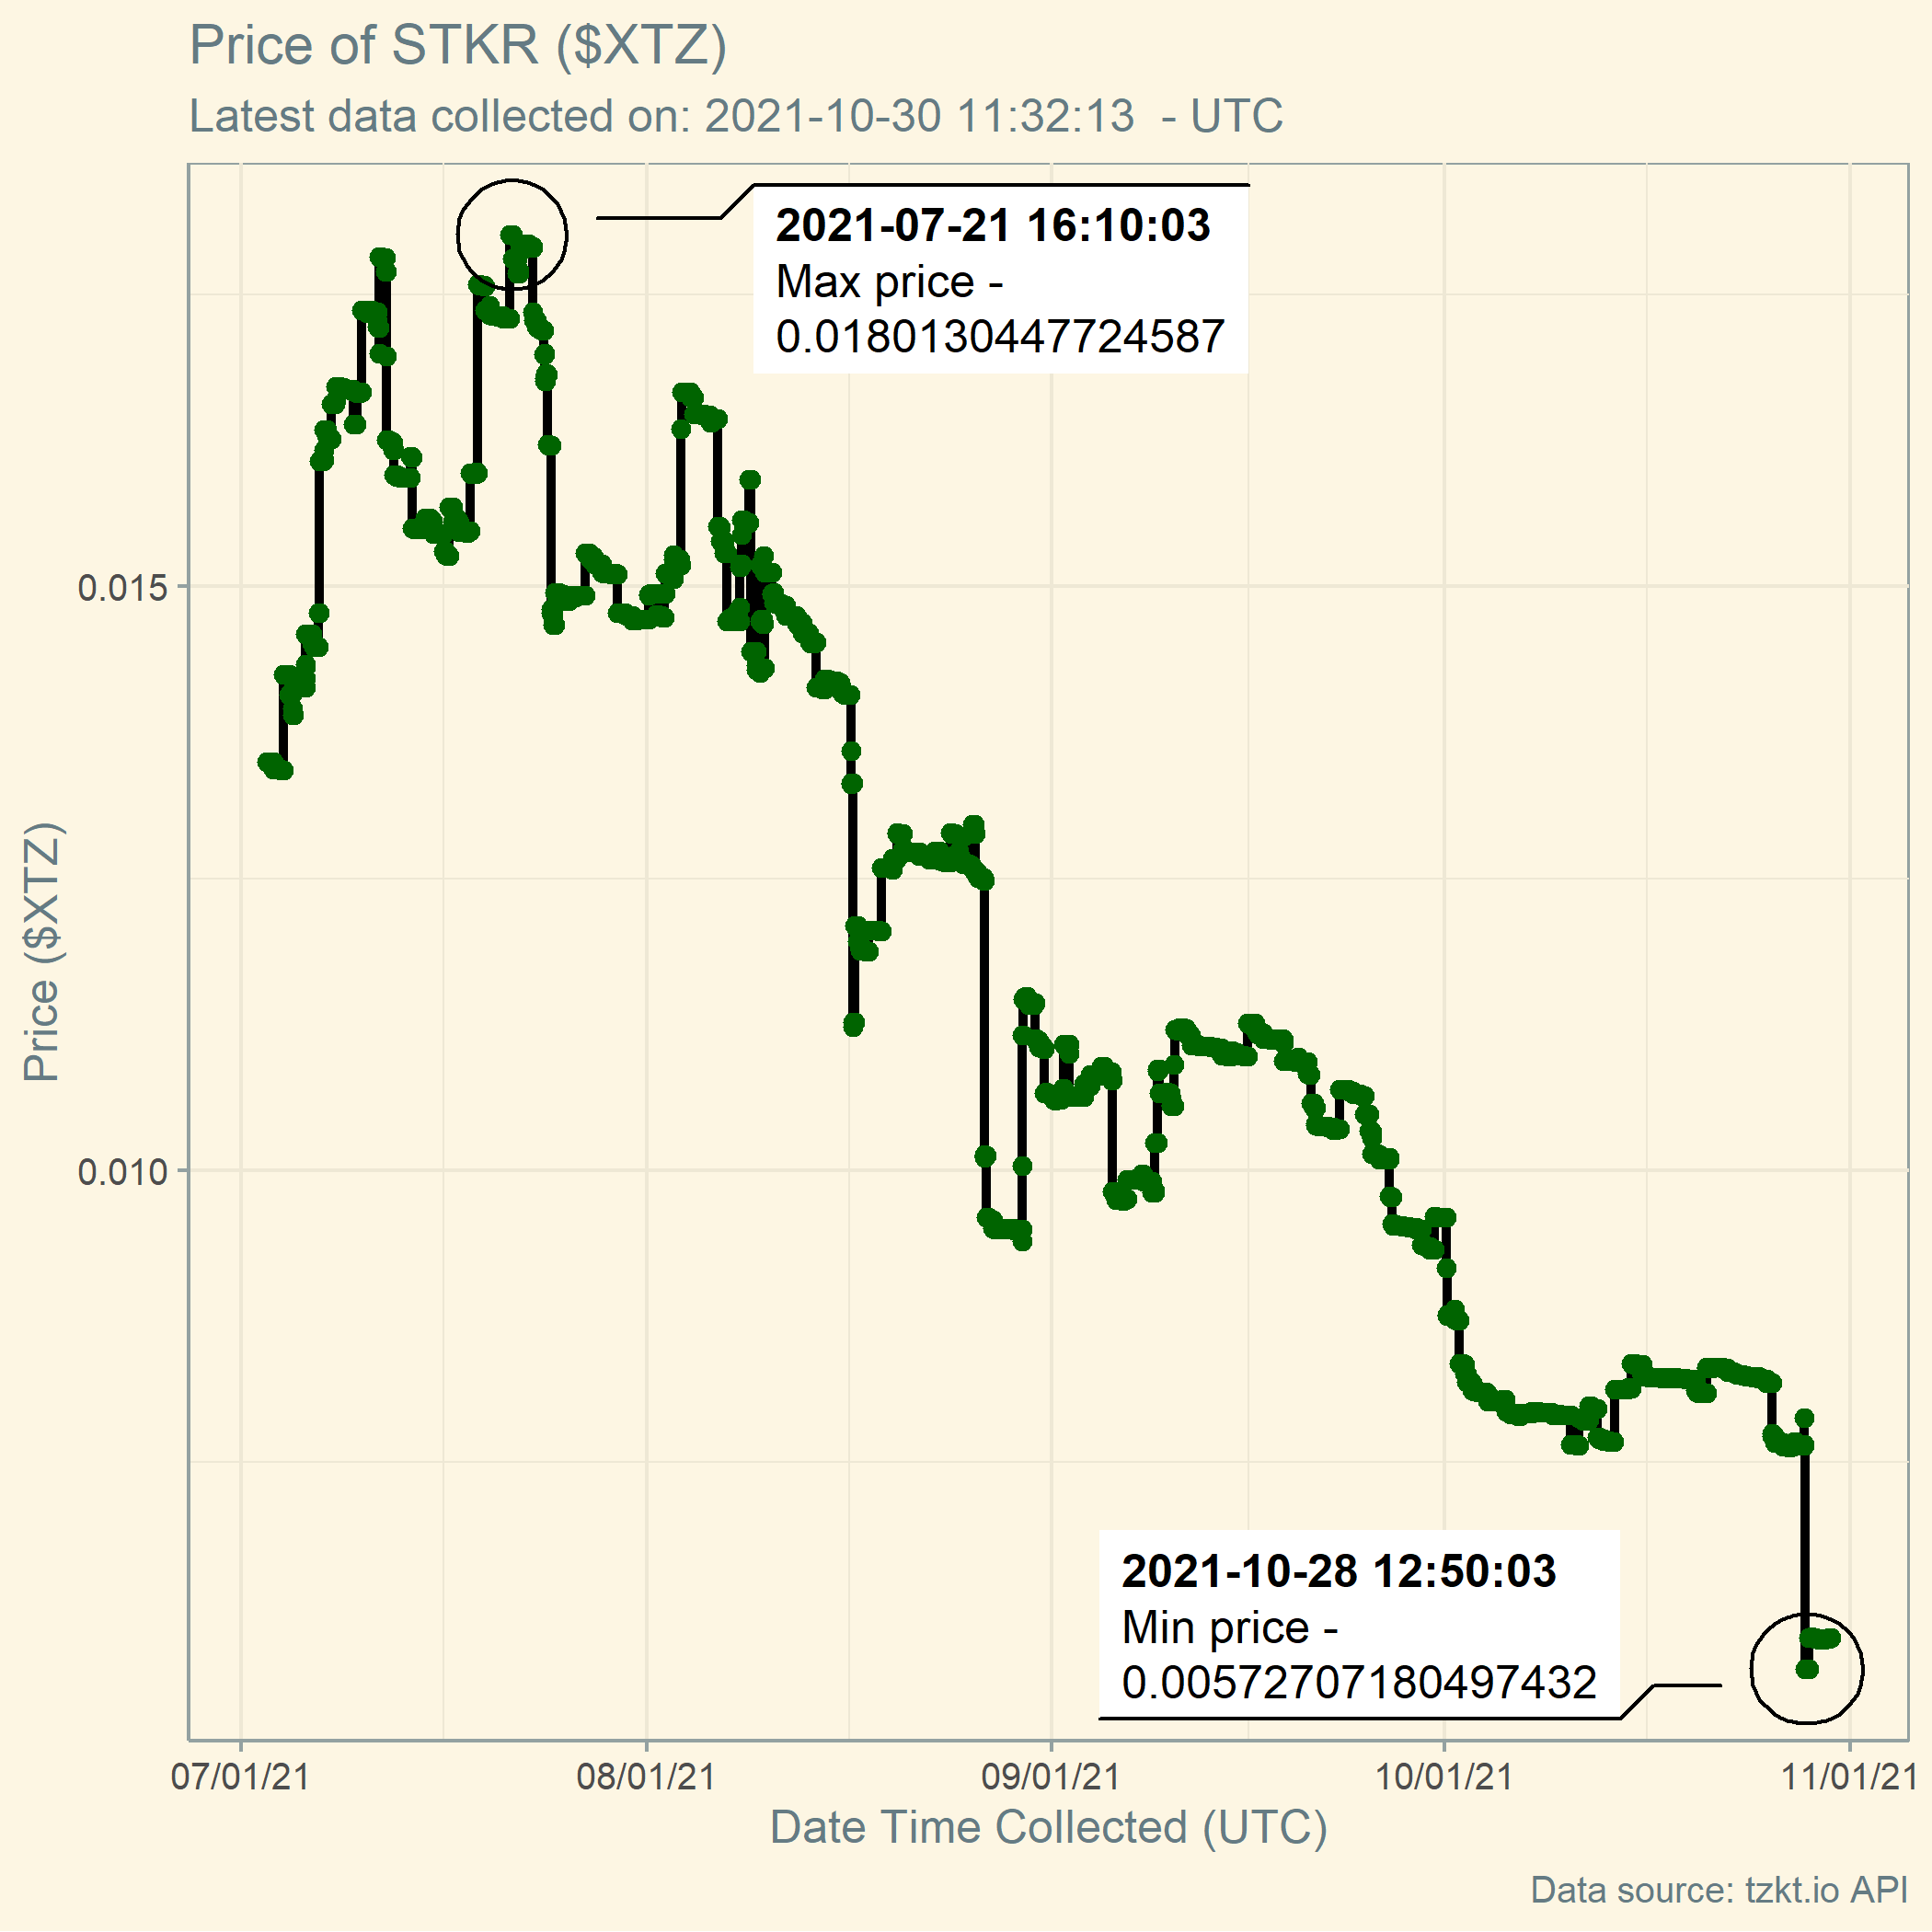 Price of STKR ($XTZ)
Latest data collected on: 2021-10-30 11:32:13  - UTC
2021-07-21 16:10:03
Max price -
0.0180130447724587
0.015
Price ($XTZ)
0.010
2021-10-28 12:50:03
Min price -
0.00572707180497432
07/01/21 08/01/21 09/01/21 10/01/21 11/01/21
Date Time Collected (UTC)
Data source: tzkt.io API